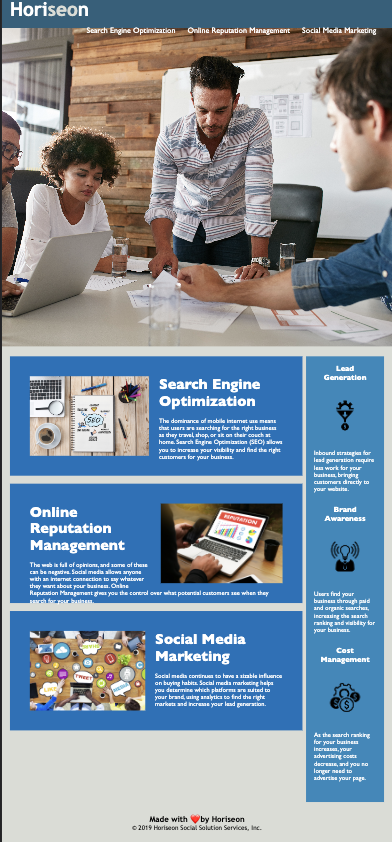 Horiseon
Search Engine Optimization Online Reputation Management Social Media Marketing
Search Engine
Optimization
The dominance of mobile internet use means
that users are searching for the right business
as they travel, shop, or sit on their couch at
home. Search Engine Optimization (SEO) allows
you to increase your visibility and find the right
customers for your business.
SEO
Online
Reputation
Management
The web is full of opinions, and some of these
can be negative. Social media allows anyone
with an internet connection to say whatever
they want about your business. Online
Reputation Management gives you the control over what potential customers see when they
search for your business.
REPUTATION
Social Media
Marketing
Social media continues to have a sizable influence
on buying habits. Social media marketing helps
you determine which platforms are suited to
your brand, using analytics to find the right
markets and increase your lead generation.
TWEET
LIKE
Lead
Generation
Inbound strategies for
lead generation require
less work for your
business, bringing
customers directly to
your website.
Brand
Awareness
Users find your
business through paid
and organic searches,
increasing the search
ranking and visibility for
your business.
Cost
Management
As the search ranking
for your business
increases, your
advertising costs
decrease, and you no
longer need to
advertise your page.
Made with ❤️by Horiseon
© 2019 Horiseon Social Solution Services, Inc.